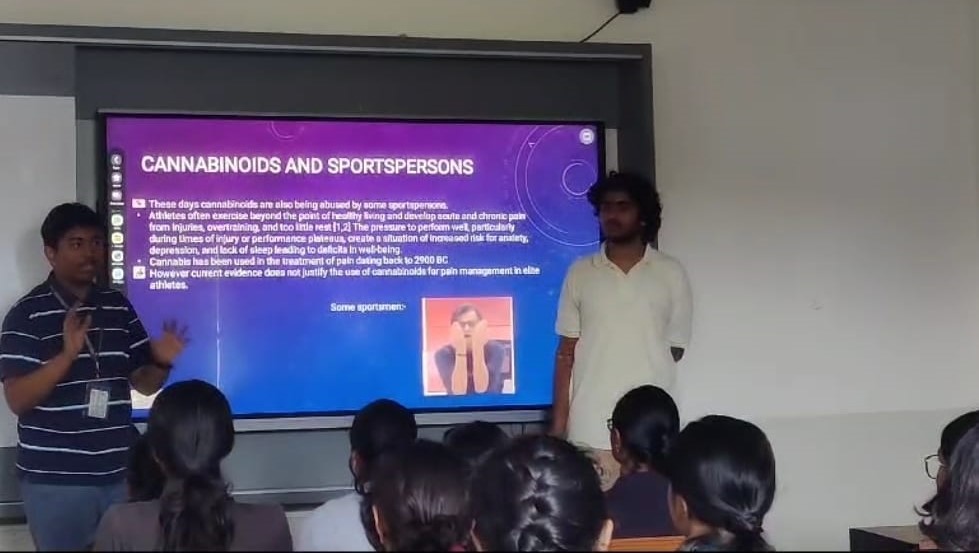 CANNABINOIDS AND SPORTSPERSONS
These days cannabinoids are also being abused by some sportspersons.
• Athletes often exercise beyond the point of healthy living and develop acute and chronic pain
from injuries, overtraining, and too little rest [1,2] The pressure to perform well, particularly
during times of injury or performance plateaus, create a situation of increased risk for anxiety,
depression, and lack of sleep leading to deficits in well-being.
• Cannabis has been used in the treatment of pain dating back to 2900 BC
However current evidence does not justify the use of cannabinoids for pain management in elite
athletes.
Some sportsmen:-